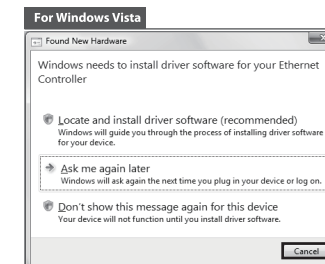 For Windows Vista
Found New Hardware
Windows needs to install driver software for your Ethernet
Controller
Locate and install driver software (recommended)
Windows will guide you through the process of installing driver software
for your device.
Ask me again later
Windows will ask again the next time you plug in your device or log on.
Don't show this message again for this device
Your device will not function until you install driver software.
Cancel